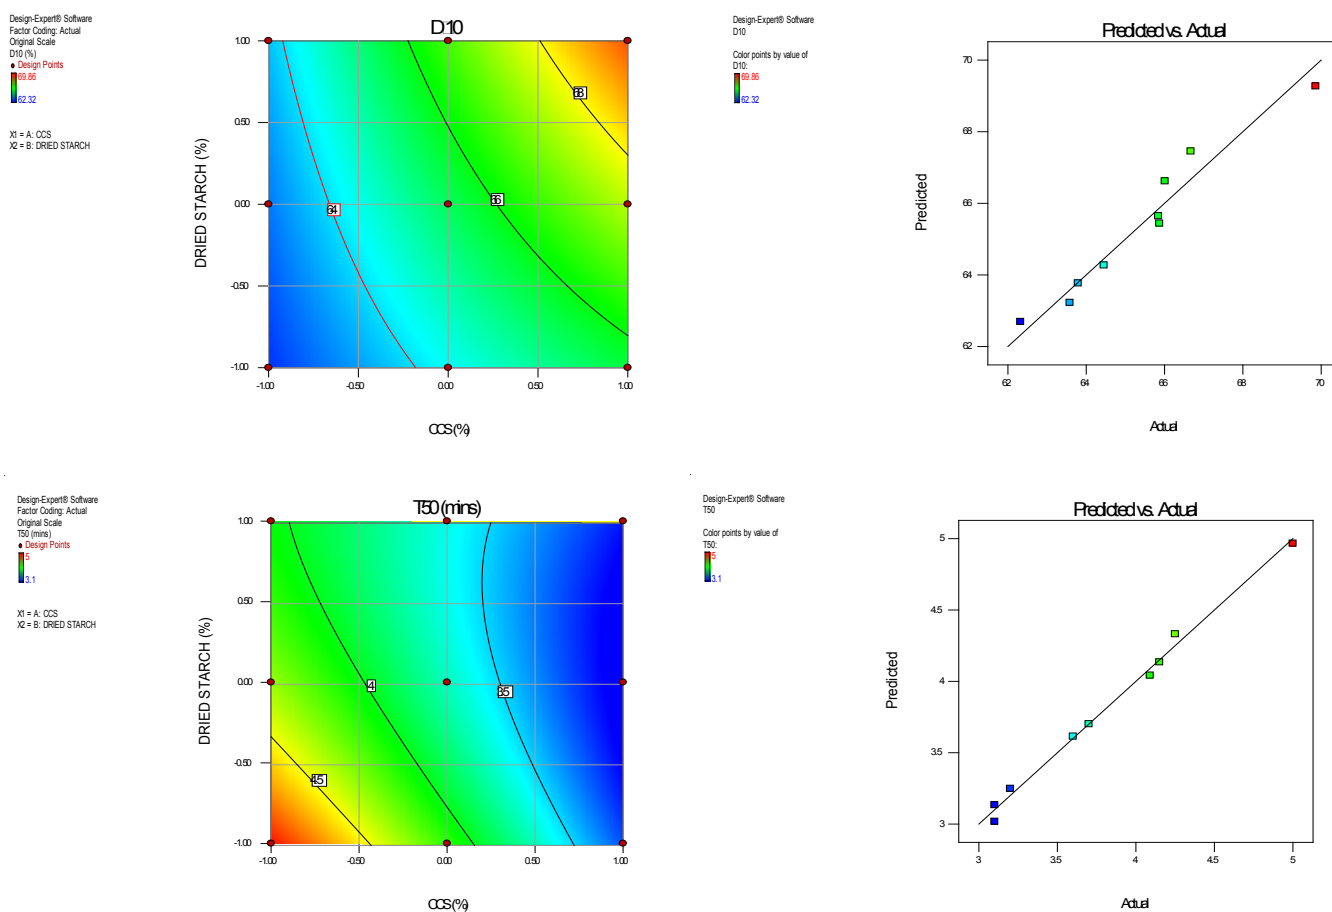 Design-Expert® Software
Factor Coding: Actual
Original Scale
D10 (%)
Design Points
69.86
62.32
X1 = A: CCS
X2 = B: DRIED STARCH
D10
DRIED STARCH (%)
1.00
0.50
0.00
-0.50
-1.00
-1.00 -0.50 0.00 0.50 1.00
CCS (%)
64
66
68
Design-Expert® Software
D10
Color points by value of
D10:
69.86
62.32
Predicted vs. Actual
Predicted
70
68
66
64
62
62 64 66 68 70
Actual
Design-Expert® Software
Factor Coding: Actual
Original Scale
T50 (mins)
Design Points
5
3.1
X1 = A: CCS
X2 = B: DRIED STARCH
T50 (mins)
DRIED STARCH (%)
1.00
0.50
0.00
-0.50
-1.00
-1.00 -0.50 0.00 0.50 1.00
CCS (%)
4.5
4
3.5
Design-Expert® Software
T50
Color points by value of
T50:
5
3.1
Predicted vs. Actual
Predicted
5
4.5
4
3.5
3
3 3.5 4 4.5 5
Actual